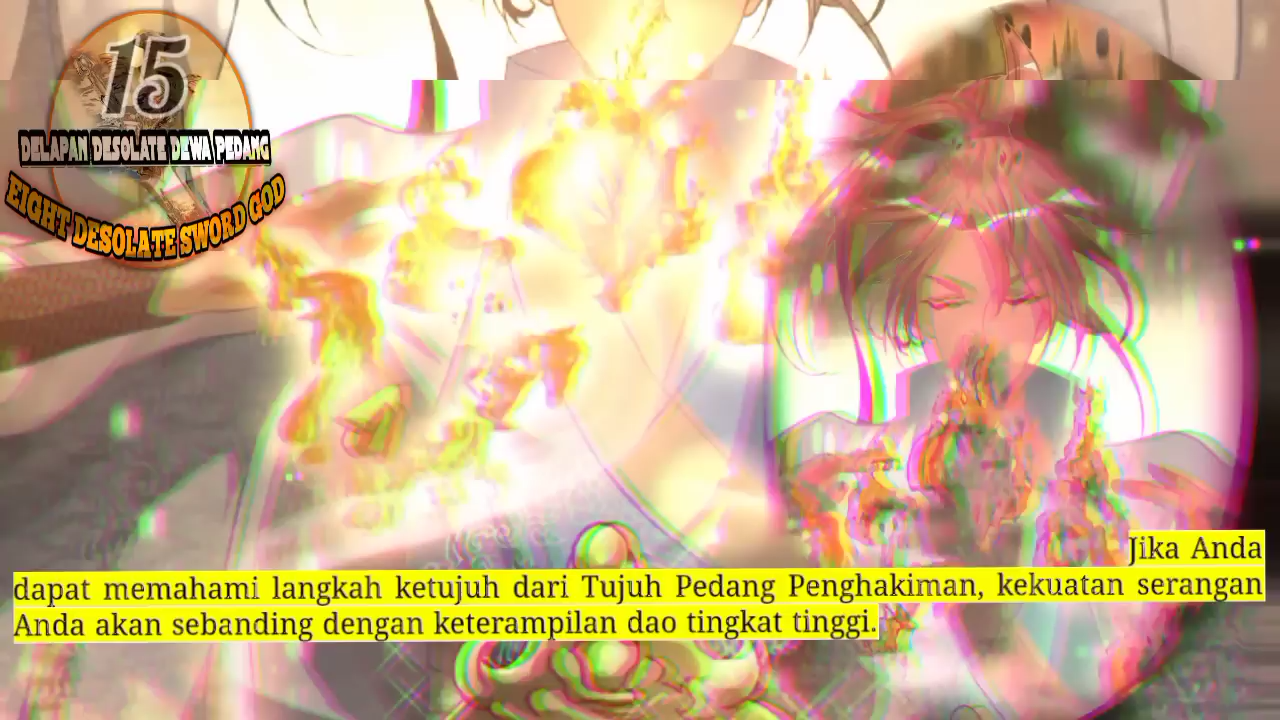 15
DELAPAN DESOLATE DEWA PEDANG
EIGHT DESOLATE SWORD GOD
Jika Anda
dapat memahami langkah ketujuh dari Tujuh Pedang Penghakiman, kekuatan serangan
Anda akan sebanding dengan keterampilan dao tingkat tinggi.